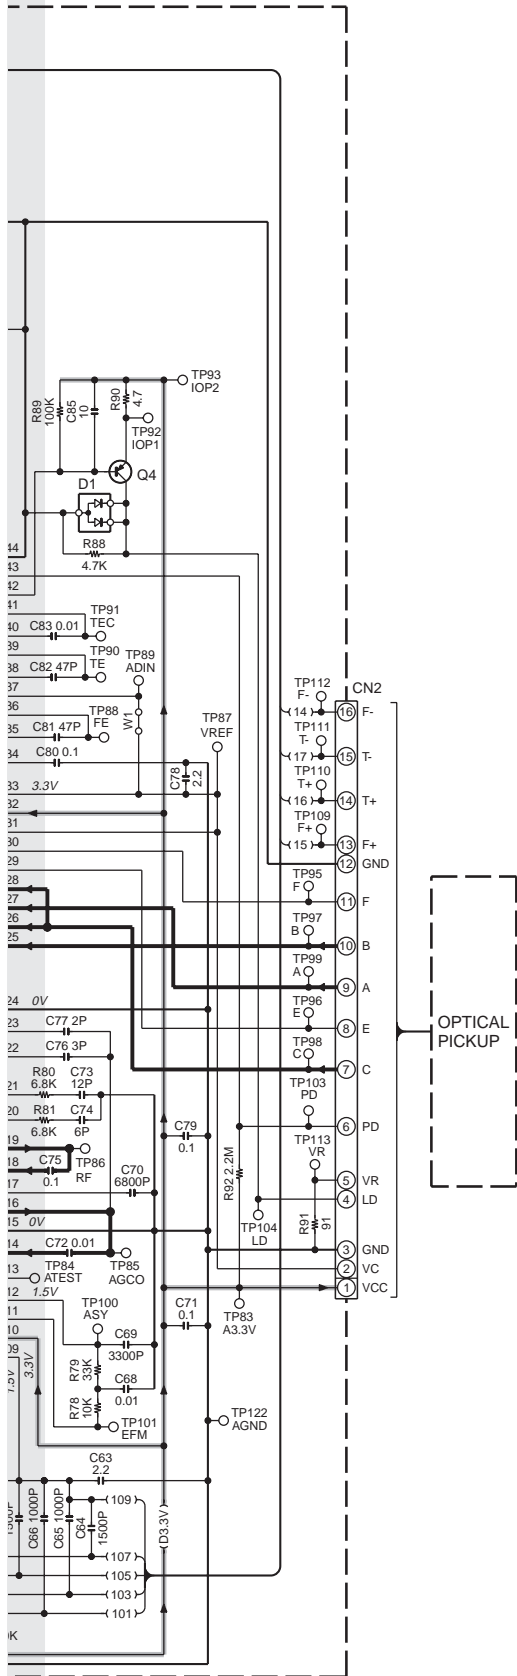 TP93
IOP2
R89
100K
C85
10
R90
4.7
TP92
IOP1
Q4
D1
R88
4.7K
44
43
42
41
40
C83 0.01
TP91
TEC
39
38
C82 47P
TP90
TE
TP89
ADIN
37
36
35
C81 47P
TP88
FE
W1
TP87
VREF
34
C80 0.1
C78
2.2
33
3.3V
32
31
30
29
28
27
26
25
CN2
TP112
F-
14
16
F-
TP111
T-
17
15
T-
TP110
T+
16
14
T+
TP109
F+
15
13
F+
12
GND
TP95
F
11
F
TP97
B
10
B
TP99
A
9
A
TP96
E
8
E
TP98
C
7
C
TP103
PD
6
PD
TP113
VR
5
VR
4
LD
TP104
LD
R91
91
3
GND
2
VC
1
VCC
OPTICAL
PICKUP
24
0V
23
C77 2P
22
C76 3P
21
R80
6.8K
C73
12P
20
R81
6.8K
C74
6P
19
18
C75
0.1
TP86
RF
17
C70
6800P
C79
0.1
R92 2.2M
16
15
0V
14
C72 0.01
TP85
AGCO
13
TP84
ATEST
12
1.5V
11
10
09
1.5V
3.3V
TP100
ASY
C69
3300P
R79
33K
C68
0.01
R78
10K
TP101
EFM
C71
0.1
TP83
A3.3V
TP122
AGND
C63
2.2
C66 1000P
C65 1000P
C64
1500P
109
107
105
103
101
D3.3V